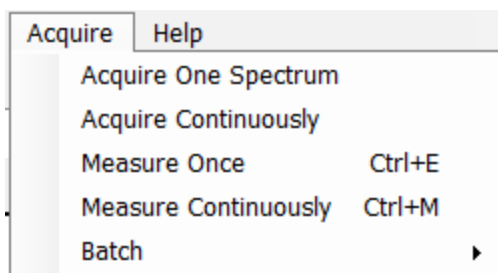 Acquire Help
Acquire One Spectrum
Acquire Continuously
Measure Once Ctrl+E
Measure Continuously Ctrl+M
Batch